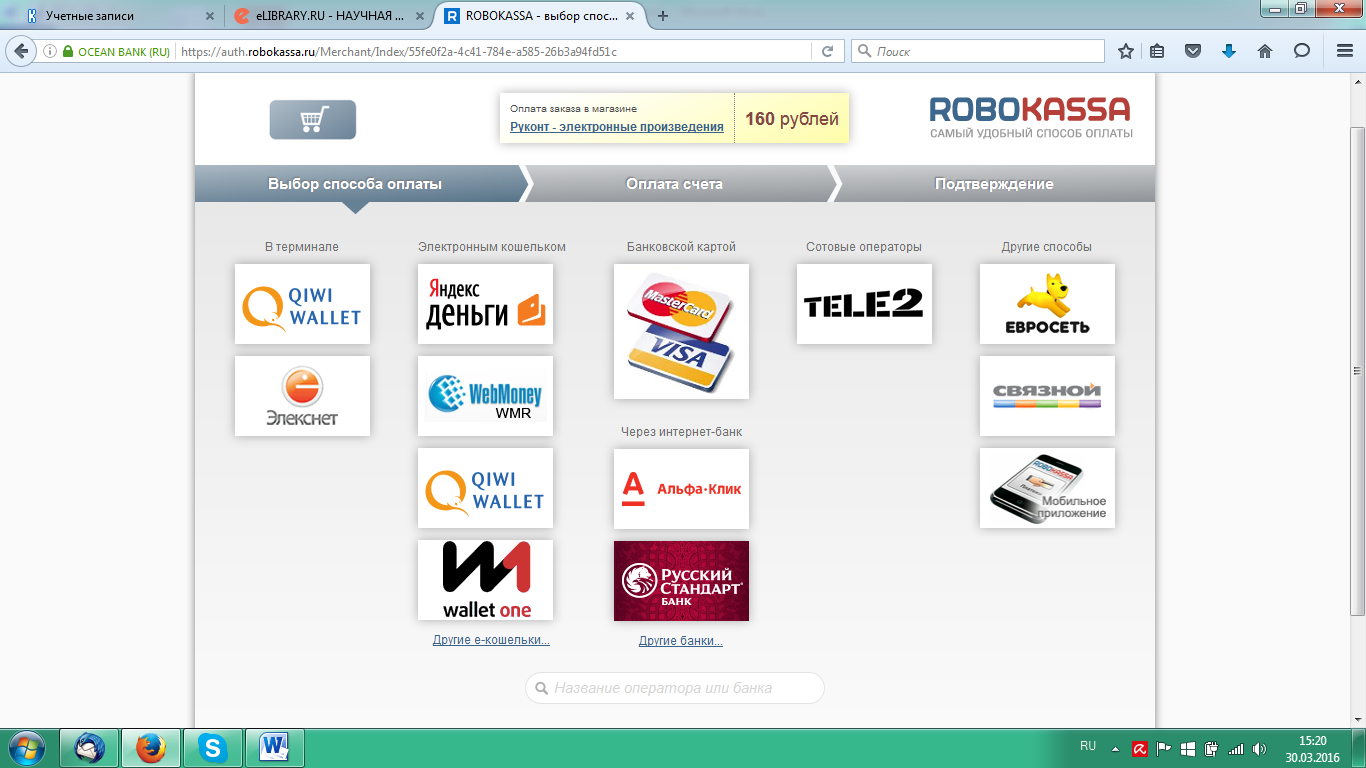 Учетные записи
eLIBRARY.RU - НАУЧНАЯ ...
ROBOKASSA - выбор спос...
OCEAN BANK (RU)
https://auth.robokassa.ru/Merchant/Index/55fe0f2a-4c41-784e-a585-26b3a94fd51c
Поиск
Оплата заказа в магазине
Руконт - электронные произведения
160 рублей
ROBOKASSA
САМЫЙ УДОБНЫЙ СПОСОБ ОПЛАТЫ
Выбор способа оплаты
Оплата счета
Подтверждение
В терминале
QIWI
WALLET
Элекснет
Электронным кошельком
Яндекс
деньги
WebMoney
WMR
QIWI
WALLET
wallet one
Другие е-кошельки...
Банковской картой
MasterCard
VISA
Через интернет-банк
Альфа·Клик
РУССКИЙ
СТАНДАРТ
БАНК
Другие банки...
Сотовые операторы
TELE2
Другие способы
ЕВРОСЕТЬ
СВЯЗНОЙ
ROBOKASSA
Мобильное
приложение
Название оператора или банка
RU
15:20
30.03.2016